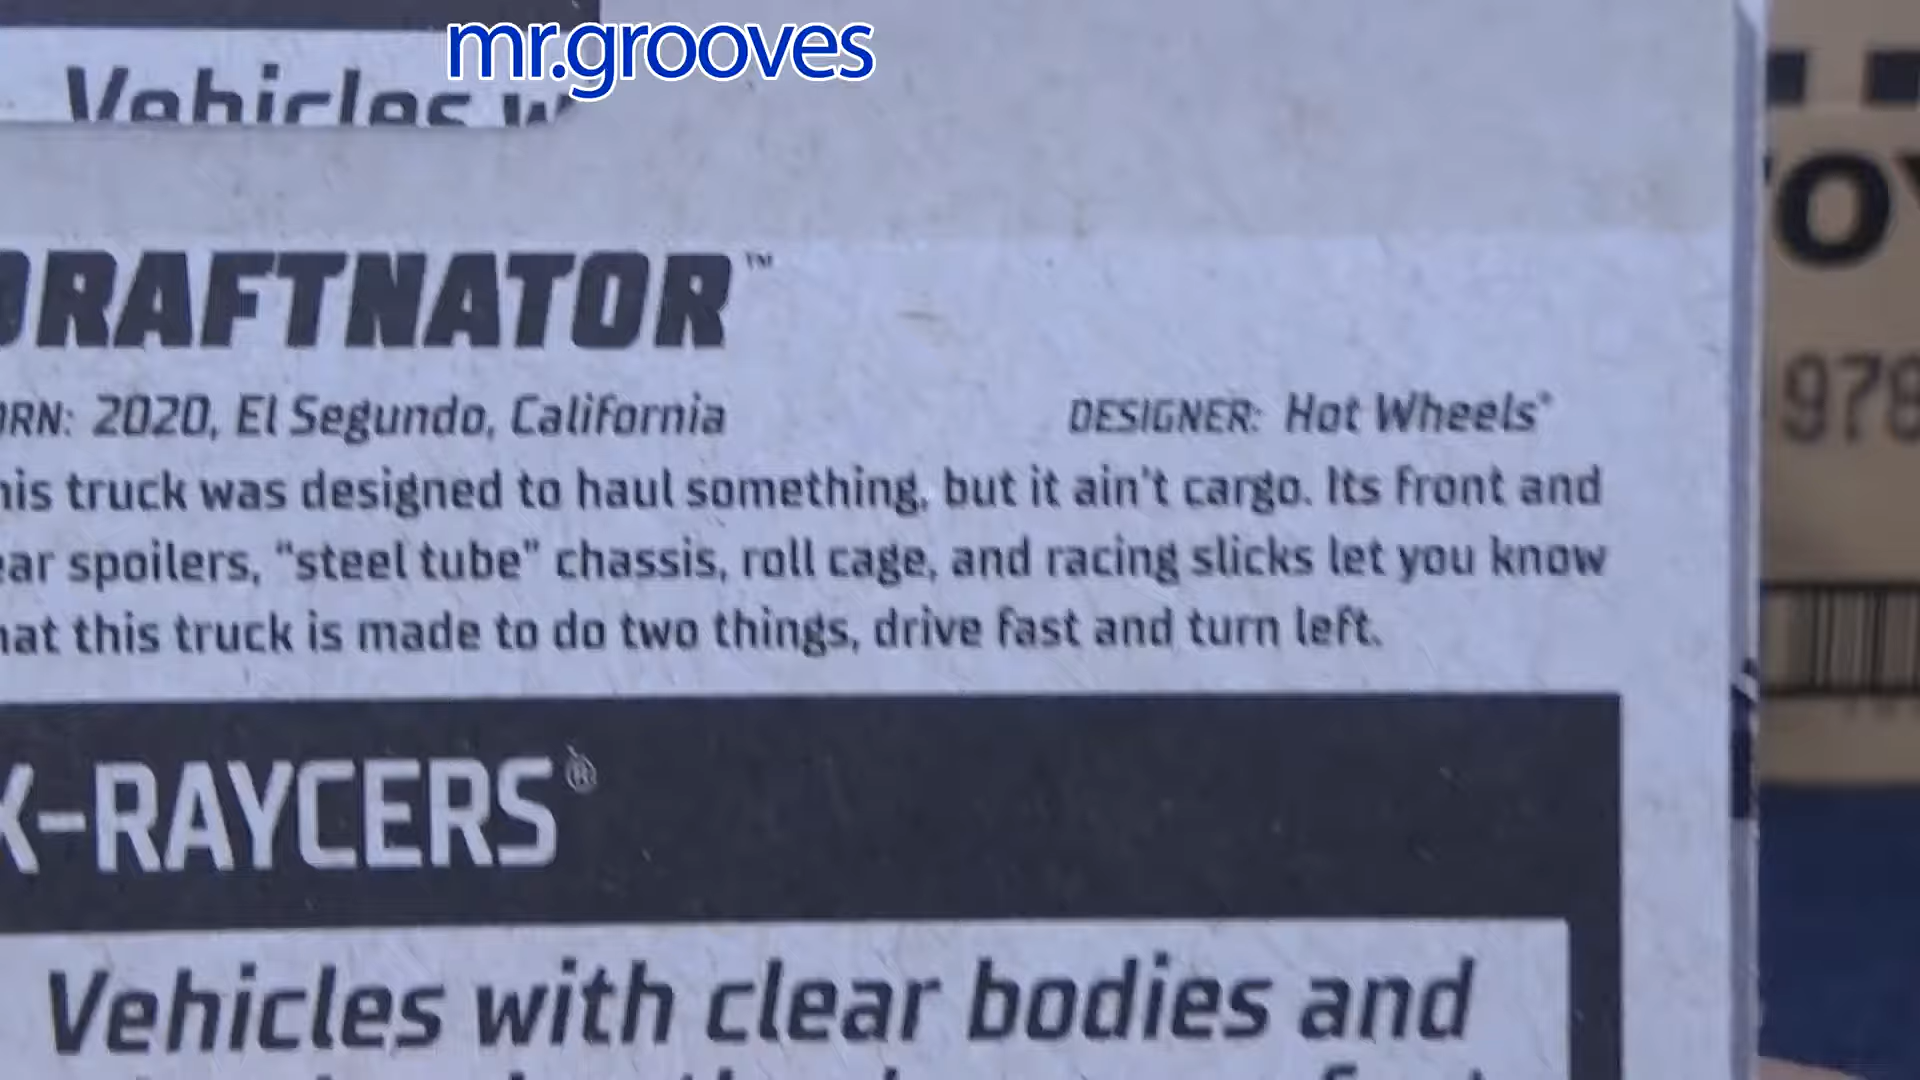 mr.grooves
Vehicles w
DRAFTNATOR™
ORN: 2020, El Segundo, California DESIGNER: Hot Wheels®
his truck was designed to haul something, but it ain't cargo. Its front and
ear spoilers, "steel tube" chassis, roll cage, and racing slicks let you know
hat this truck is made to do two things, drive fast and turn left.
X-RAYCERS®
Vehicles with clear bodies and
OY
978